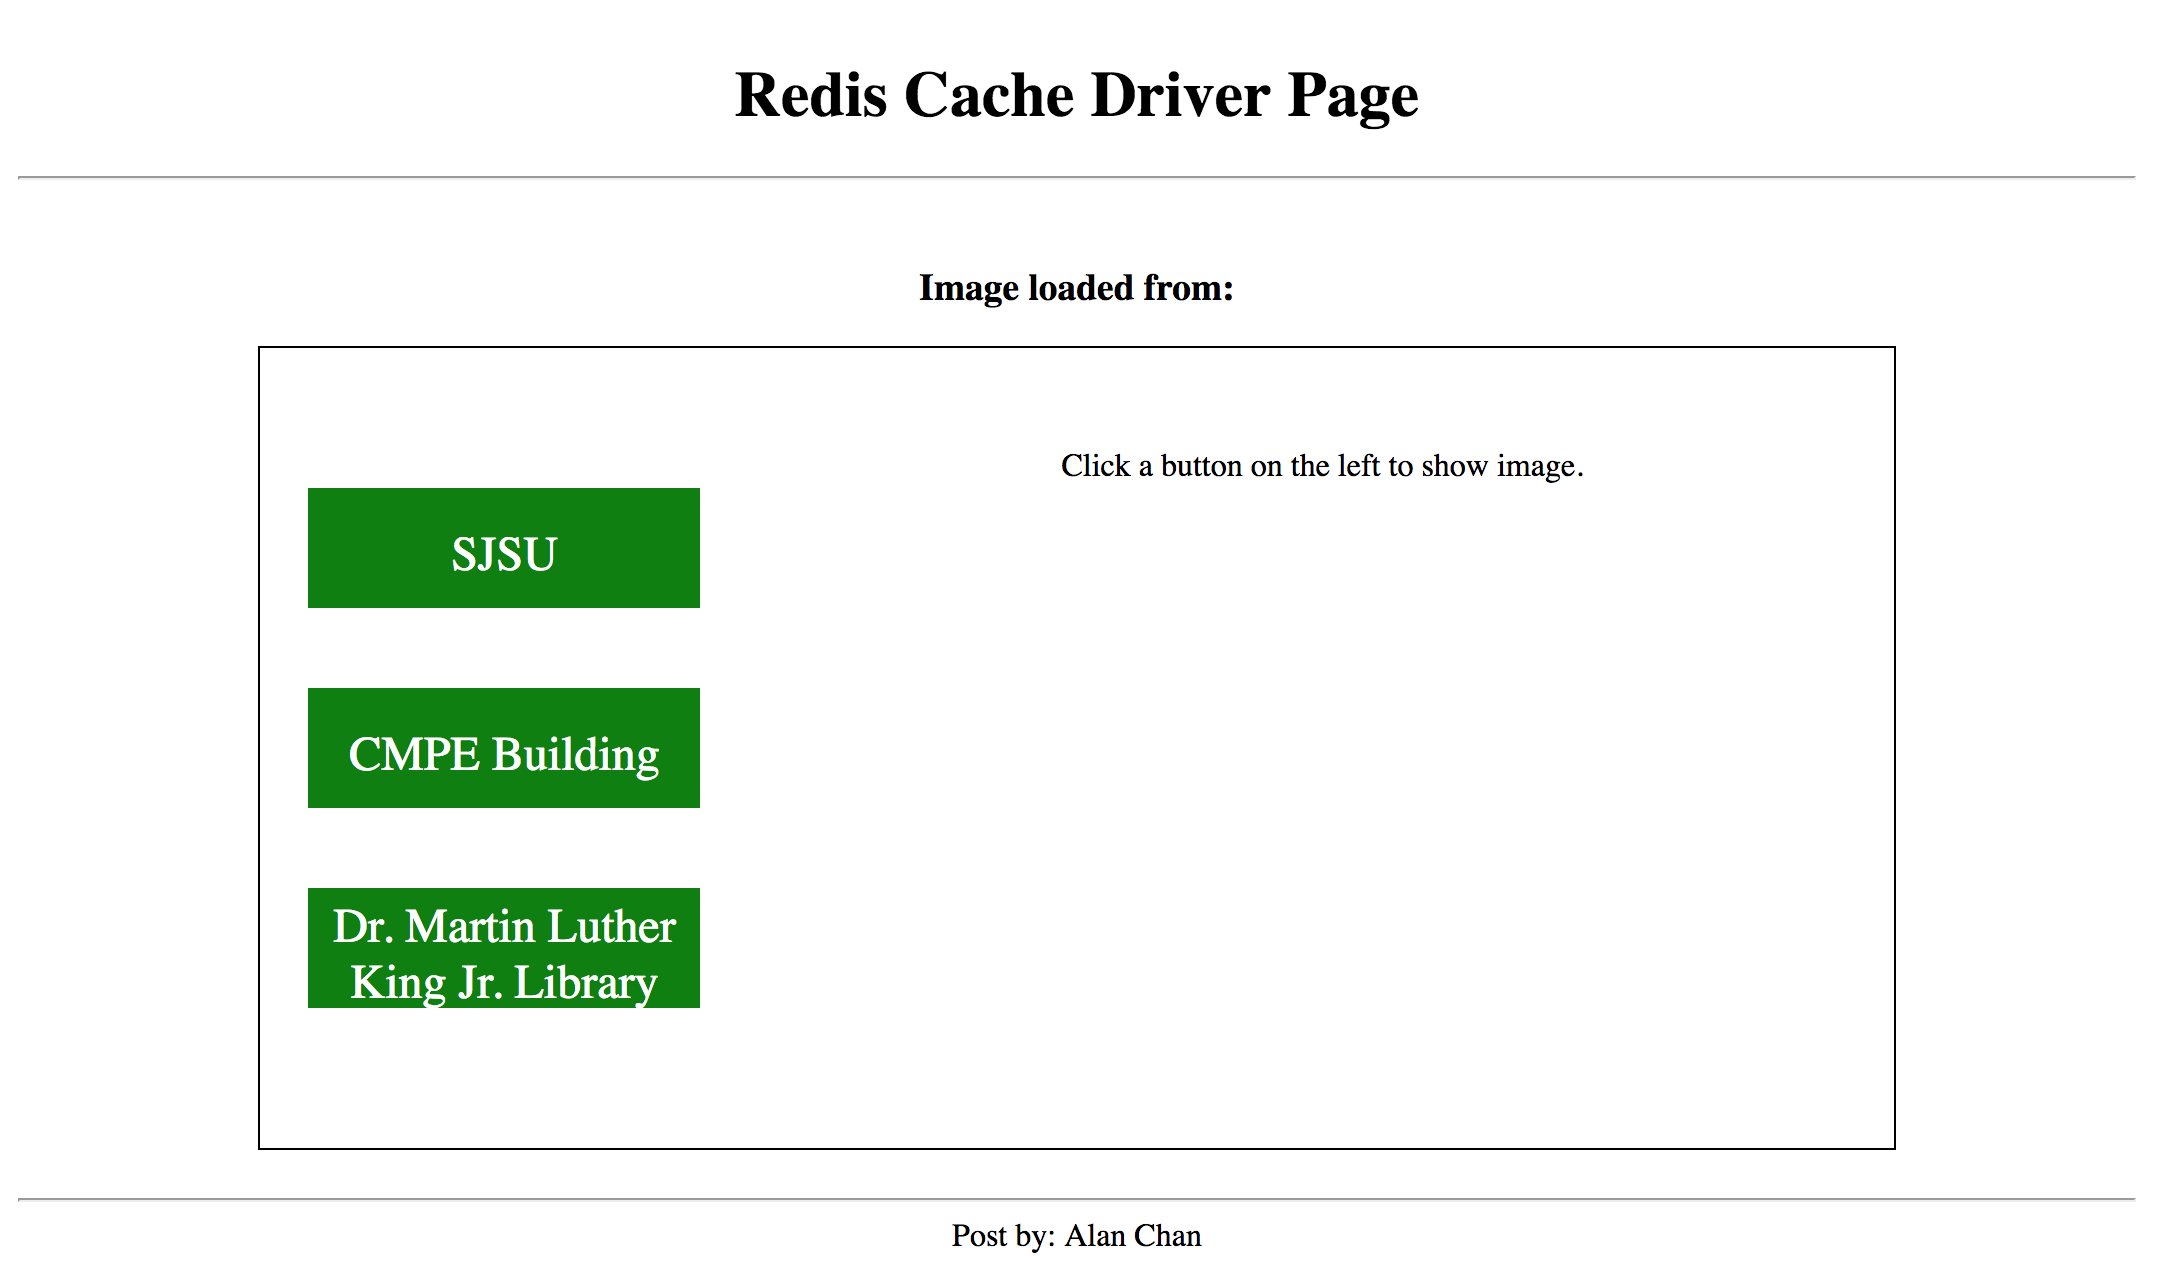 Redis Cache Driver Page
Image loaded from:
Click a button on the left to show image.
SJSU
CMPE Building
Dr. Martin Luther
King Jr. Library
Post by: Alan Chan